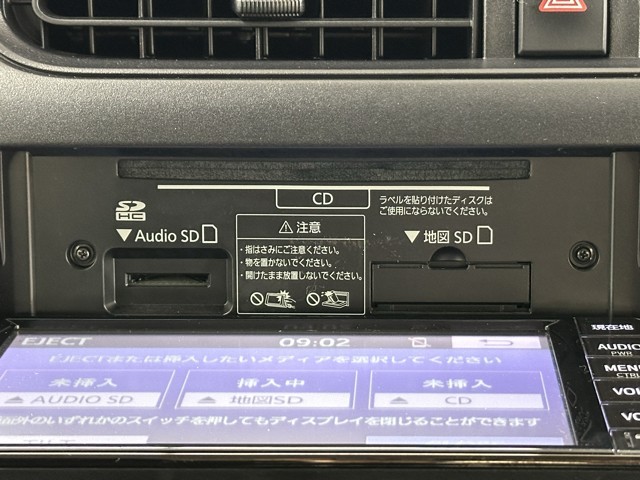 CD
ラベルを貼り付けたディスクは
ご使用にならないでください。
SD
HC
▼Audio SD
⚠注意
・指はさみにご注意ください。
・物を置かないでください。
・開けたまま放置しないでください。
▼地図 SD
EJECT
09:02
EJECTまたは挿入したいメディアを選択してください
未挿入
挿入中
未挿入
▲AUDIO SD
▲地図SD
▲CD
外のいずれかのスイッチを押してもディスプレイを閉じることができます
現在地
AUDIO
PWR
MENU
CTRL
VO
VO